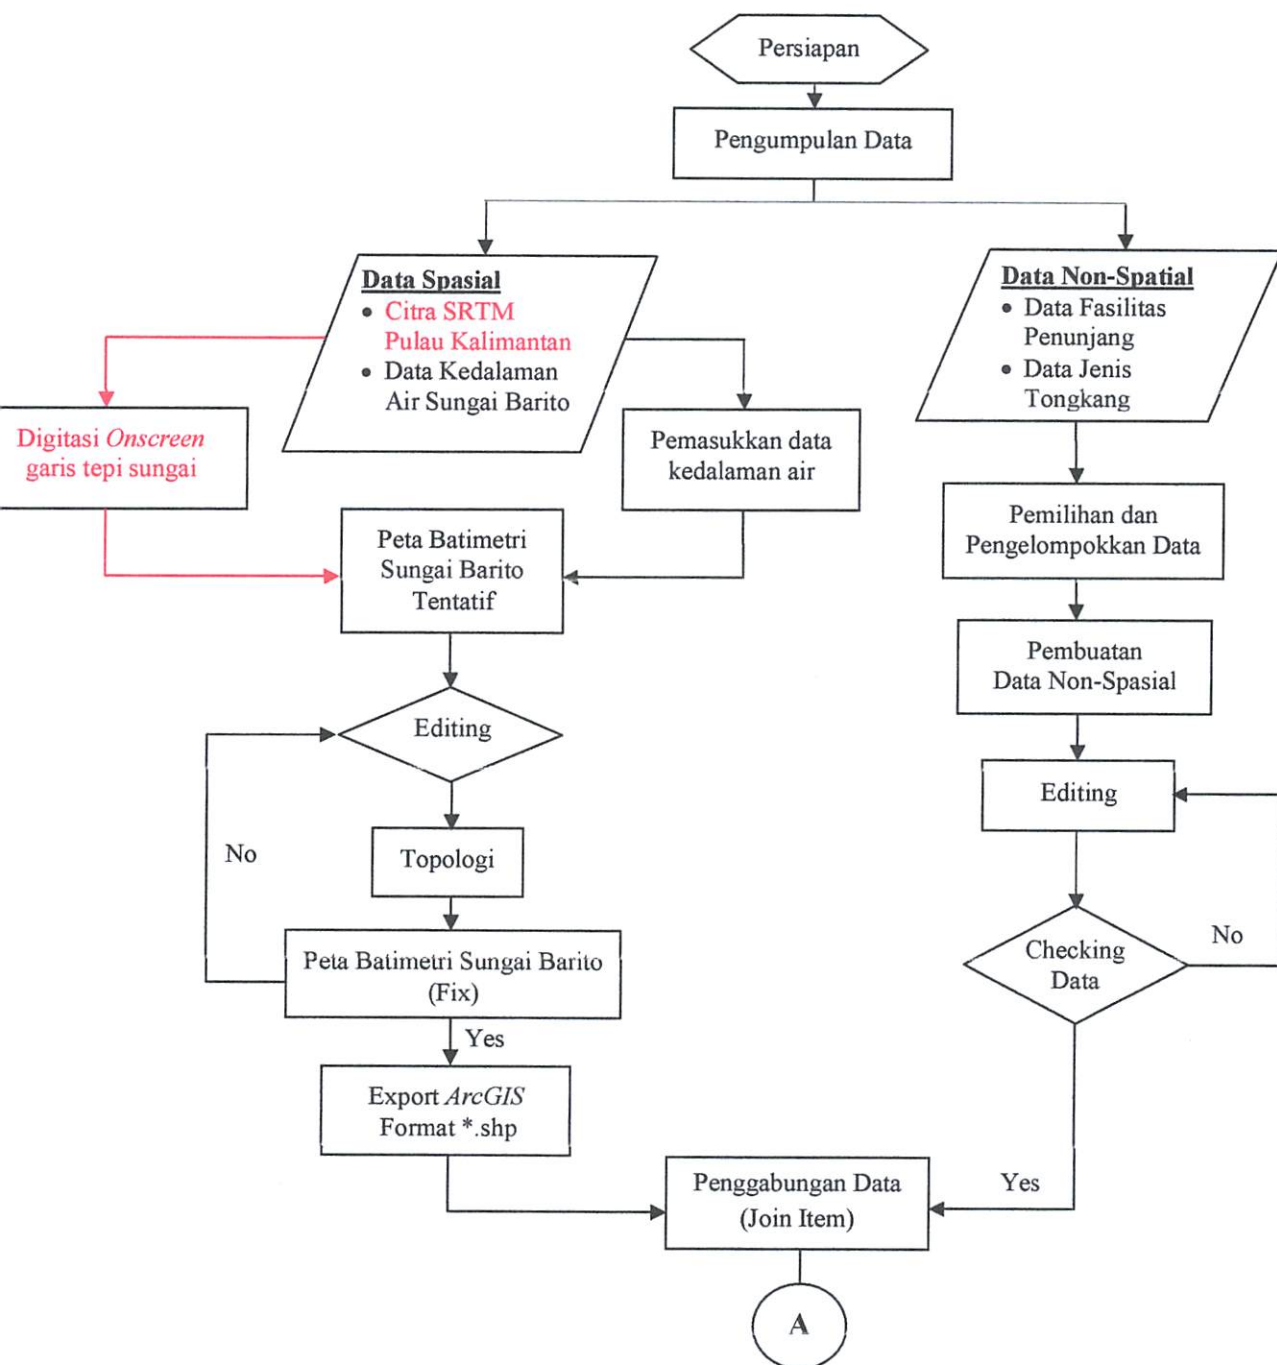 Persiapan
Pengumpulan Data
Data Spasial
• Citra SRTM
Pulau Kalimantan
• Data Kedalaman
Air Sungai Barito
Data Non-Spatial
• Data Fasilitas
Penunjang
• Data Jenis
Tongkang
Digitasi Onscreen
garis tepi sungai
Pemasukkan data
kedalaman air
Peta Batimetri
Sungai Barito
Tentatif
Pemilihan dan
Pengelompokkan Data
Pembuatan
Data Non-Spasial
Editing
Editing
No
Topologi
Peta Batimetri Sungai Barito
(Fix)
Checking
Data
No
Yes
Export ArcGIS
Format *.shp
Penggabungan Data
(Join Item)
Yes
A